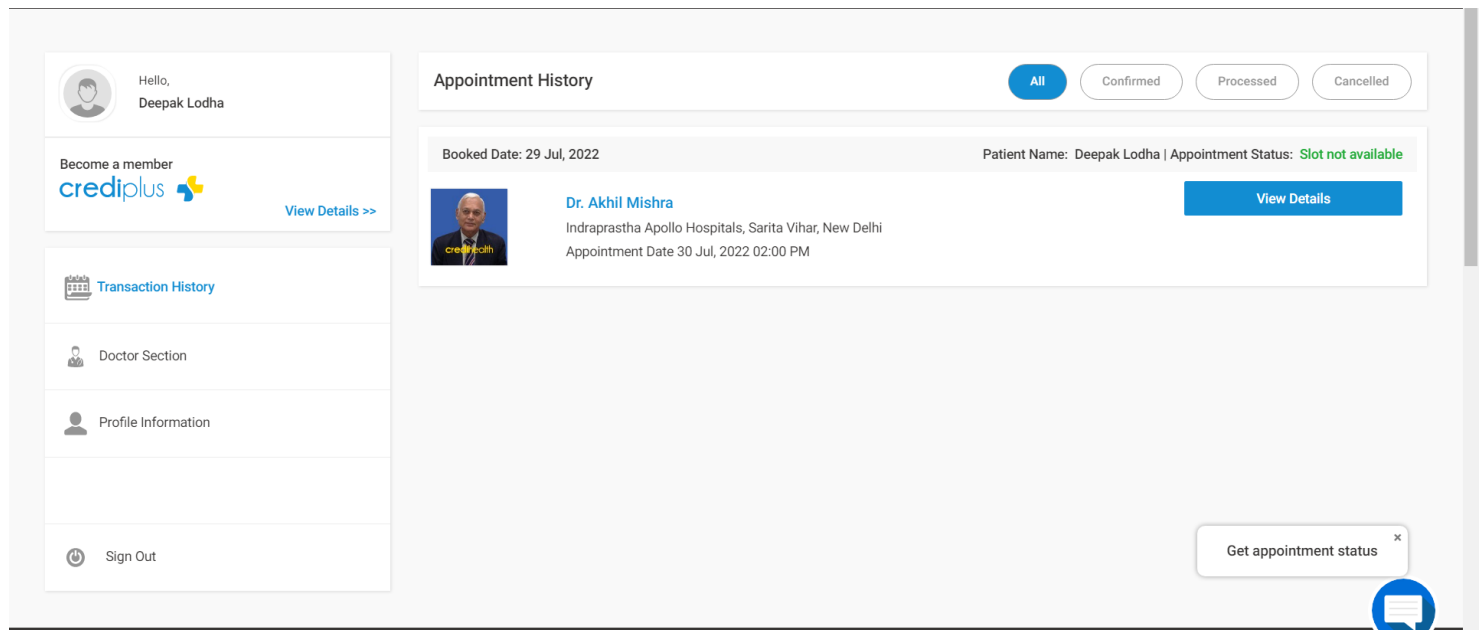 Hello,
Deepak Lodha
Become a member
crediplus
View Details >>
Transaction History
Doctor Section
Profile Information
Sign Out
Appointment History
All Confirmed Processed Cancelled
Booked Date: 29 Jul, 2022 Patient Name: Deepak Lodha | Appointment Status: Slot not available
credihealth
Dr. Akhil Mishra
Indraprastha Apollo Hospitals, Sarita Vihar, New Delhi
Appointment Date 30 Jul, 2022 02:00 PM
View Details
Get appointment status ×